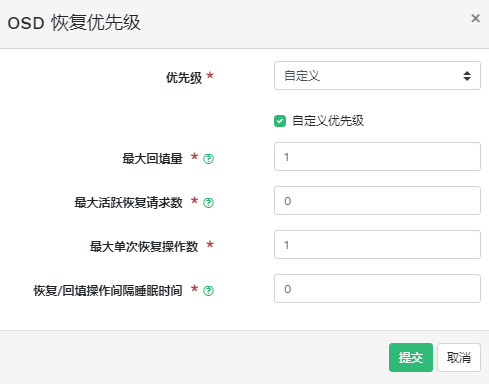 OSD 恢复优先级 ×
优先级 * 自定义
自定义优先级
最大回填量 * ? 1
最大活跃恢复请求数 * ? 0
最大单次恢复操作数 * 1
恢复/回填操作间隔睡眠时间 * ? 0
提交 取消